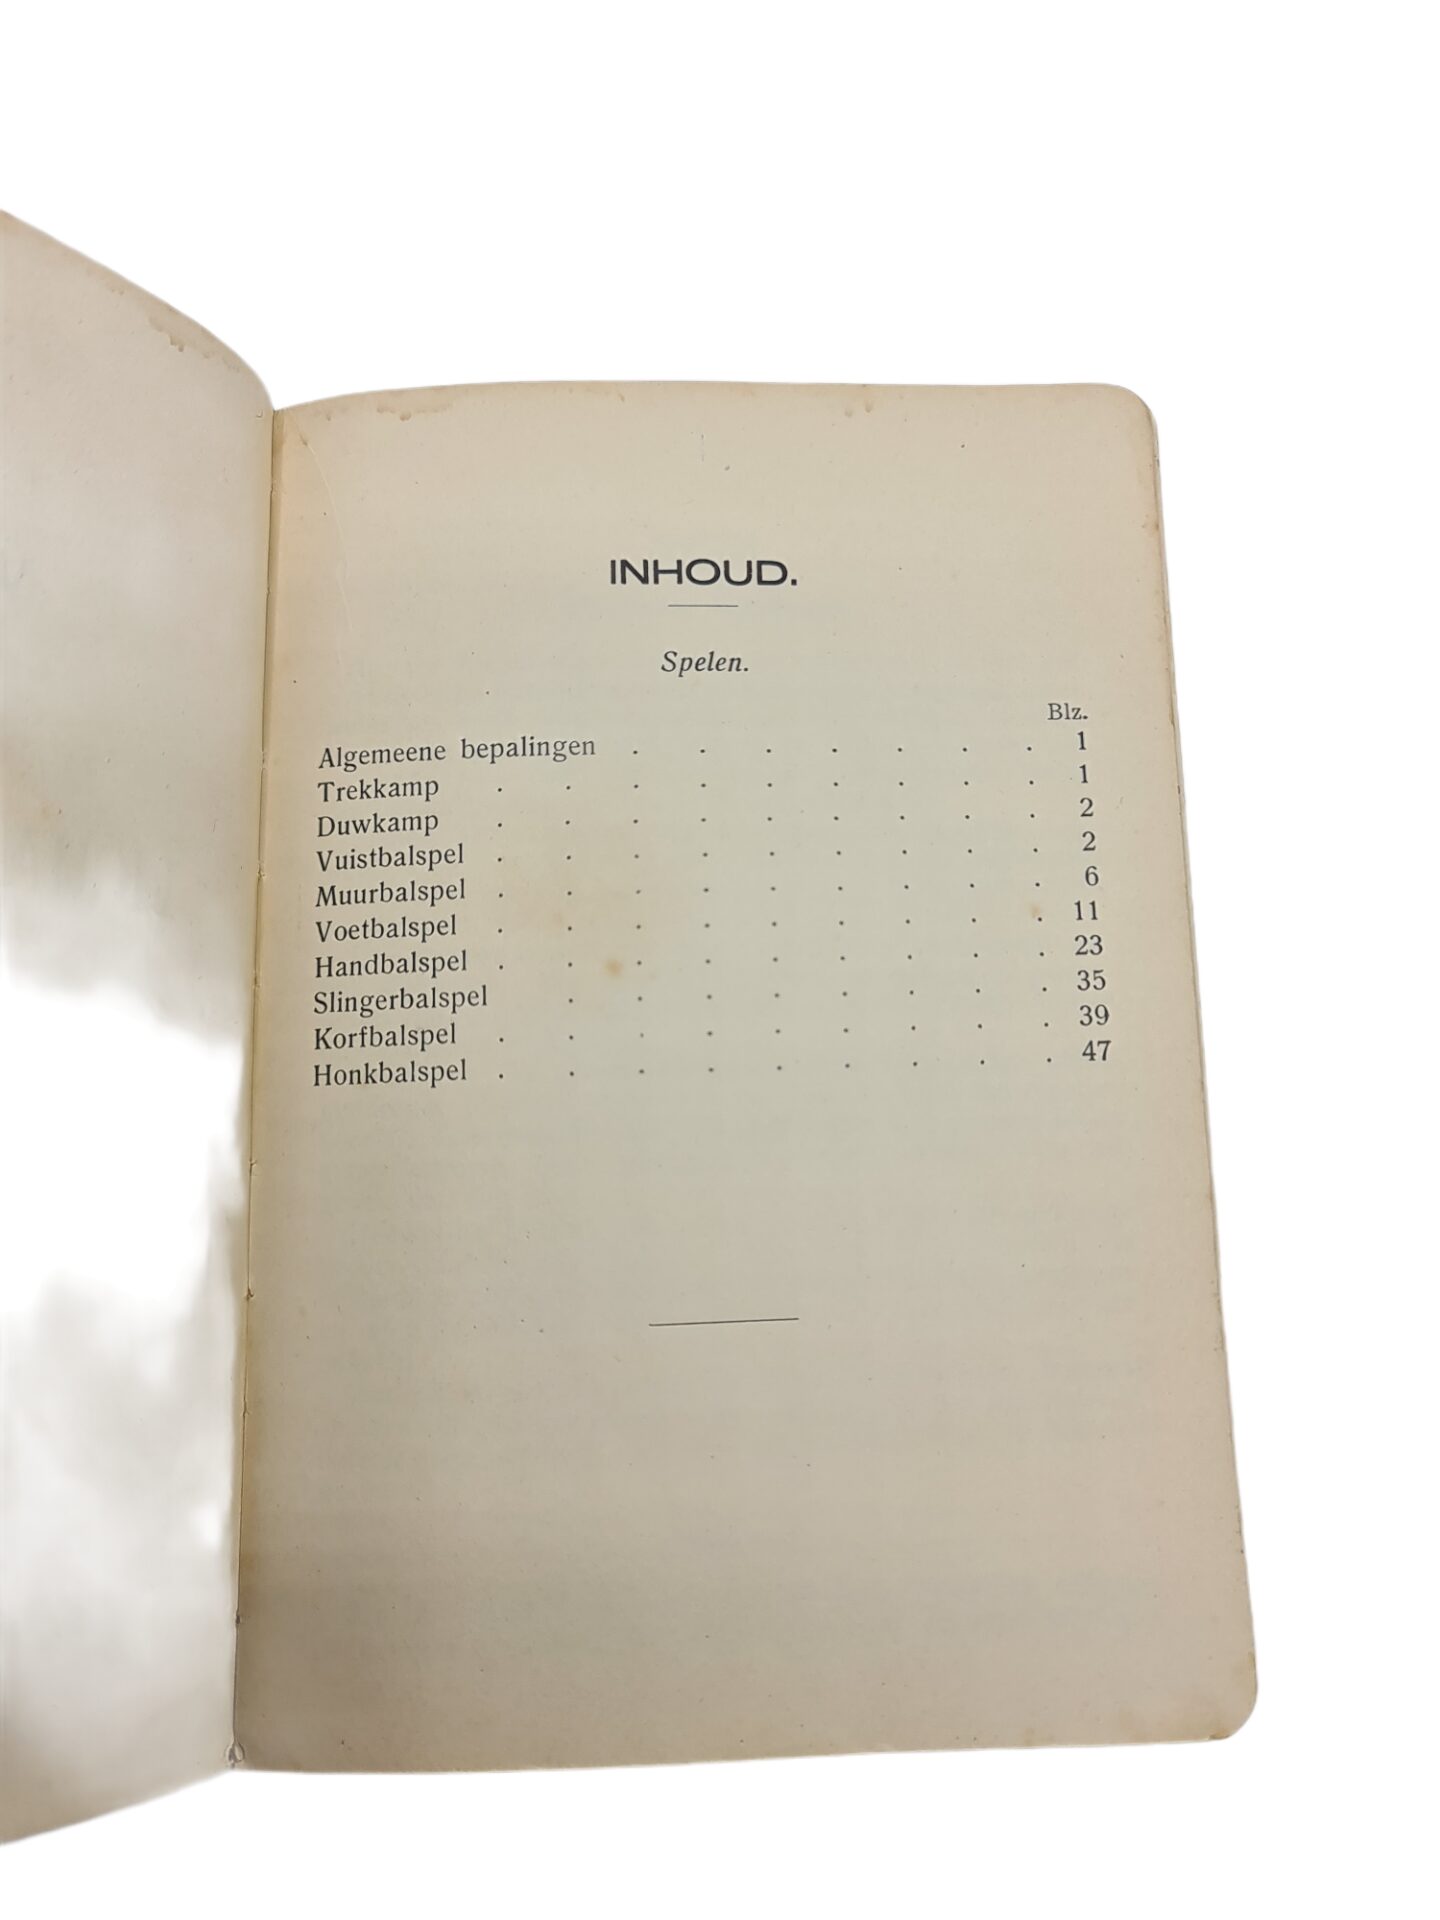 INHOUD.
Spelen.
Blz.
Algemeene bepalingen . . . . . . . 1
Trekkamp . . . . . . . . . 1
Duwkamp . . . . . . . . . 2
Vuistbalspel . . . . . . . . . 2
Muurbalspel . . . . . . . . . 6
Voetbalspel . . . . . . . . . 11
Handbalspel . . . . . . . . . 23
Slingerbalspel . . . . . . . . 35
Korfbalspel . . . . . . . . . 39
Honkbalspel . . . . . . . . . 47